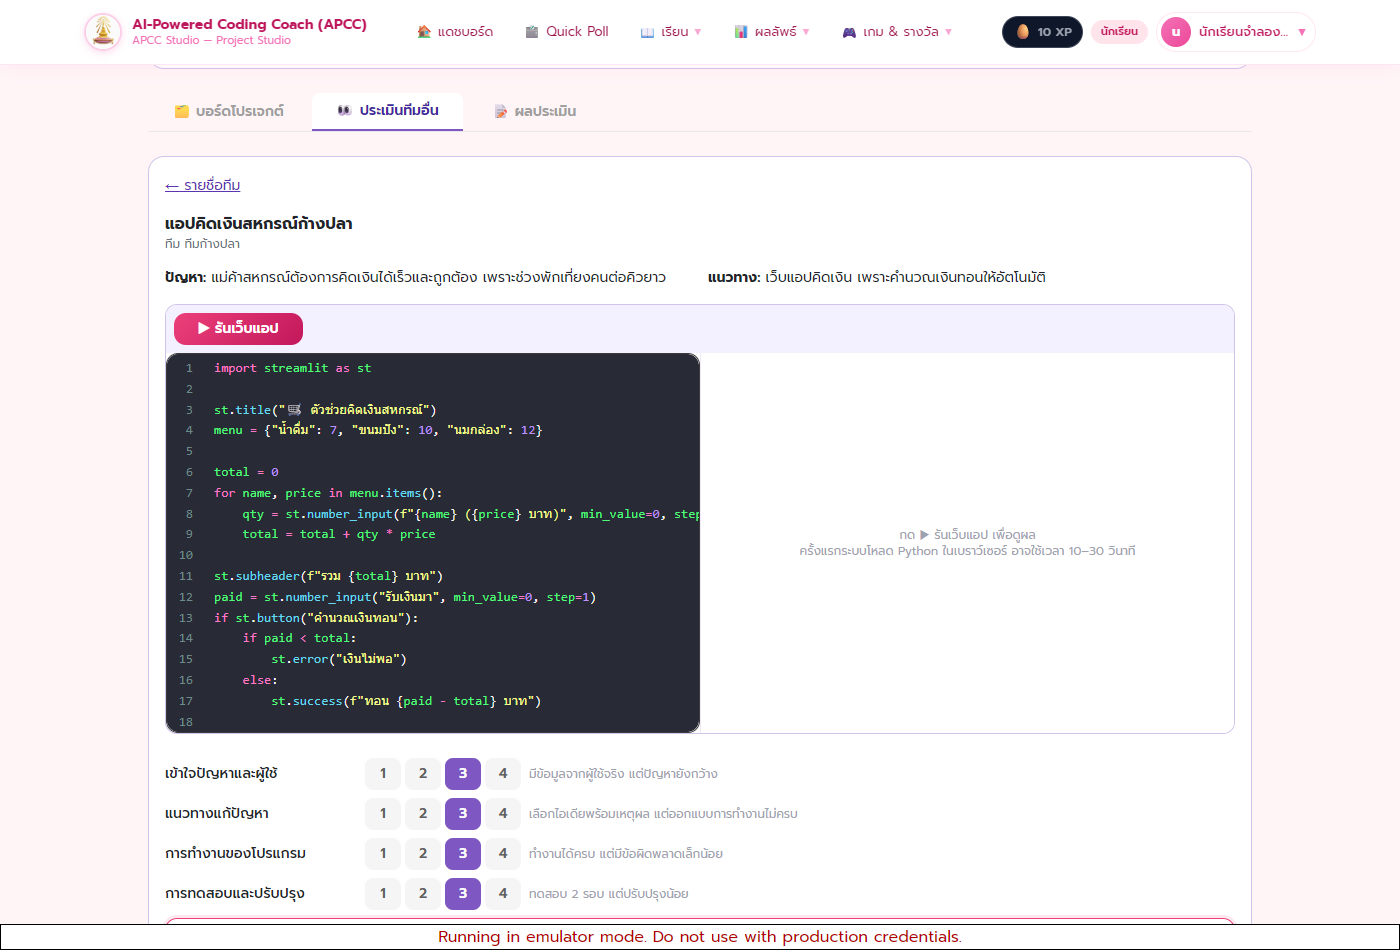 AI-Powered Coding Coach (APCC)
APCC Studio — Project Studio
แดชบอร์ด
Quick Poll
เรียน ▼
ผลลัพธ์ ▼
เกม & รางวัล ▼
10 XP
นักเรียน
น
นักเรียนจำลอง... ▼
บอร์ดโปรเจกต์
ประเมินทีมอื่น
ผลประเมิน
← รายชื่อทีม
แอปคิดเงินสหกรณ์ก้างปลา
ทีม ทีมก้างปลา
ปัญหา: แม่ค้าสหกรณ์ต้องการคิดเงินได้เร็วและถูกต้อง เพราะช่วงพักเที่ยงคนต่อคิวยาว
แนวทาง: เว็บแอปคิดเงิน เพราะคำนวณเงินทอนให้อัตโนมัติ
▶ รันเว็บแอป
1 import streamlit as st
2
3 st.title("🛒 ตัวช่วยคิดเงินสหกรณ์")
4 menu = {"น้ำดื่ม": 7, "ขนมปัง": 10, "นมกล่อง": 12}
5
6 total = 0
7 for name, price in menu.items():
8     qty = st.number_input(f"{name} ({price} บาท)", min_value=0, step
9     total = total + qty * price
10
11 st.subheader(f"รวม {total} บาท")
12 paid = st.number_input("รับเงินมา", min_value=0, step=1)
13 if st.button("คำนวณเงินทอน"):
14     if paid < total:
15         st.error("เงินไม่พอ")
16     else:
17         st.success(f"ทอน {paid - total} บาท")
18
กด ▶ รันเว็บแอป เพื่อดูผล
ครั้งแรกระบบโหลด Python ในเบราว์เซอร์ อาจใช้เวลา 10–30 วินาที
เข้าใจปัญหาและผู้ใช้ 1 2 3 4 มีข้อมูลจากผู้ใช้จริง แต่ปัญหายังกว้าง
แนวทางแก้ปัญหา 1 2 3 4 เลือกไอเดียพร้อมเหตุผล แต่ออกแบบการทำงานไม่ครบ
การทำงานของโปรแกรม 1 2 3 4 ทำงานได้ครบ แต่มีข้อผิดพลาดเล็กน้อย
การทดสอบและปรับปรุง 1 2 3 4 ทดสอบ 2 รอบ แต่ปรับปรุงน้อย
Running in emulator mode. Do not use with production credentials.